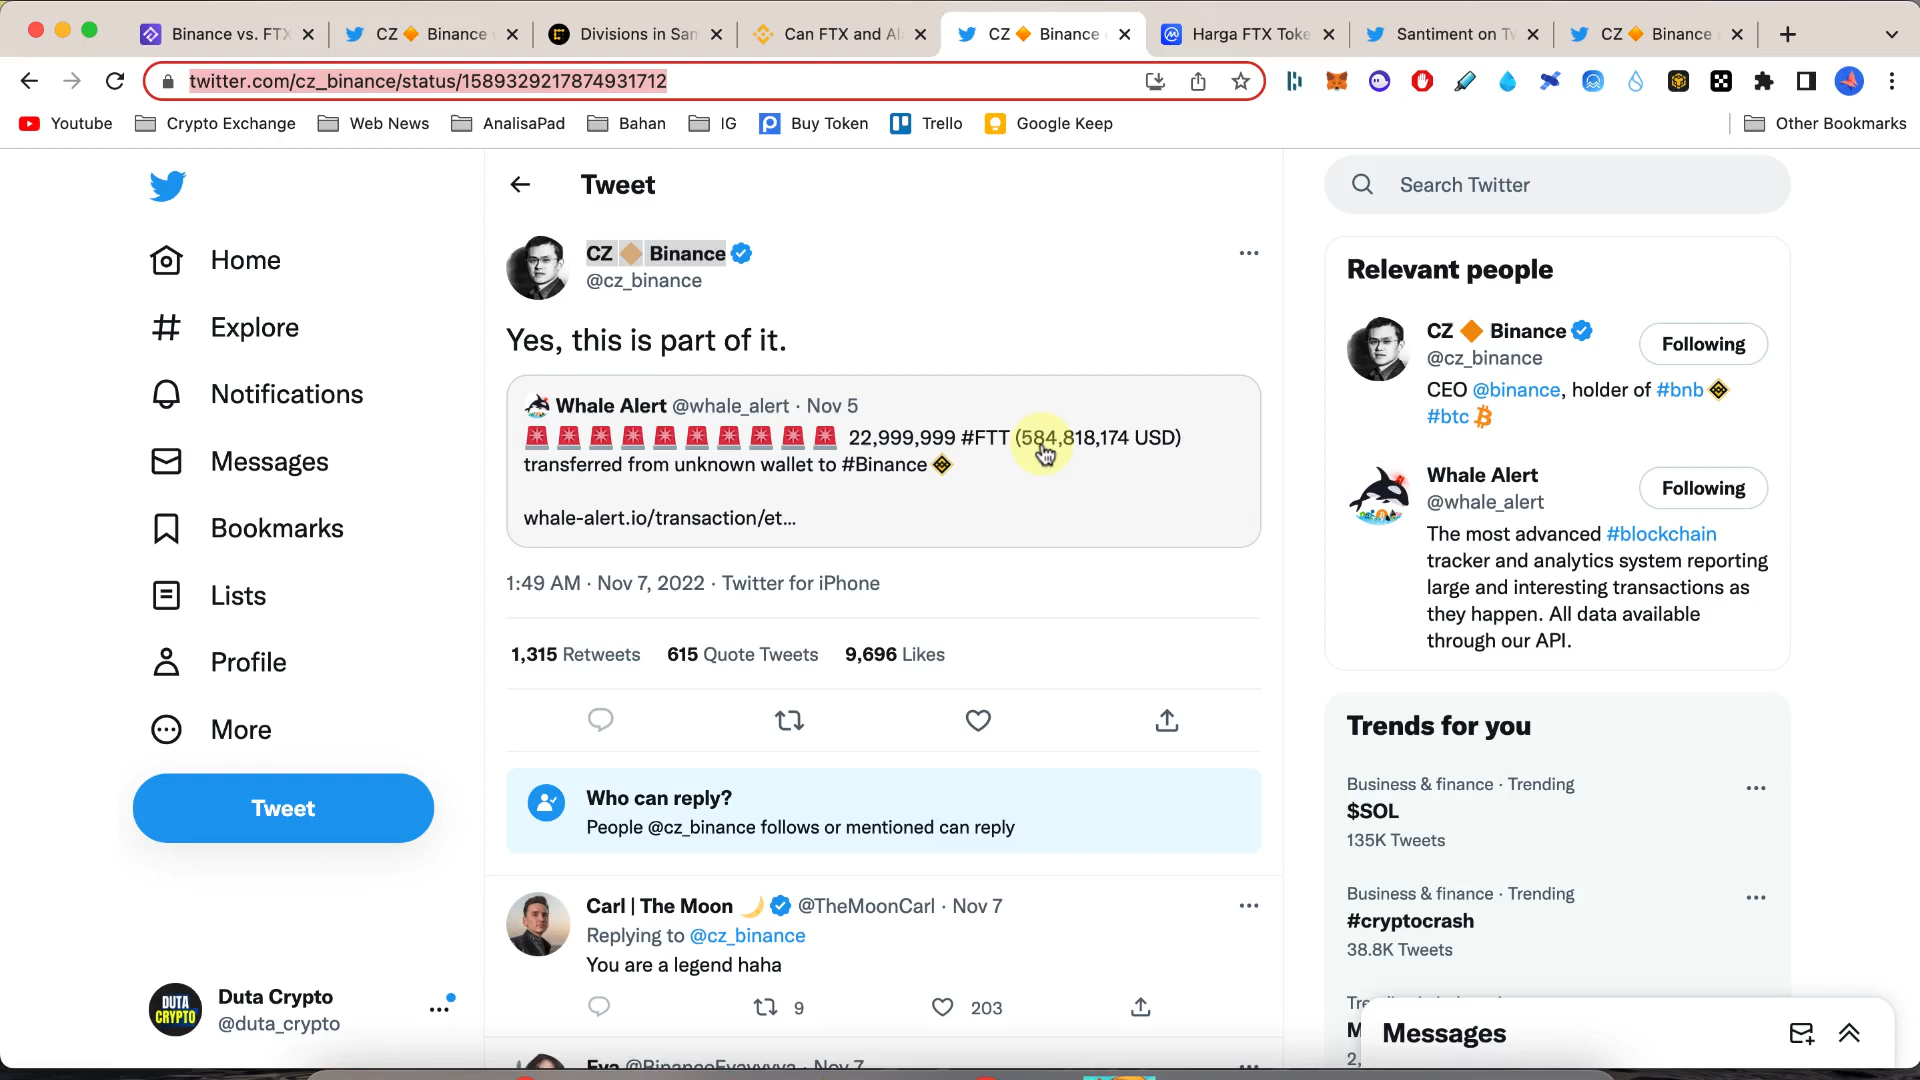 Binance vs. FTX
CZ 🔶 Binance
Divisions in Sam
Can FTX and Al
CZ 🔶 Binance
Harga FTX Toke
Santiment on Tw
CZ 🔶 Binance
twitter.com/cz_binance/status/1589329217874931712
Youtube
Crypto Exchange
Web News
AnalisaPad
Bahan
IG
Buy Token
Trello
Google Keep
Other Bookmarks
Home
Explore
Notifications
Messages
Bookmarks
Lists
Profile
More
Tweet
DUTA
CRYPTO
Duta Crypto
@duta_crypto
Tweet
CZ 🔶 Binance
@cz_binance
Yes, this is part of it.
Whale Alert @whale_alert · Nov 5
🚨🚨🚨🚨🚨🚨🚨🚨🚨🚨 22,999,999 #FTT (584,818,174 USD)
transferred from unknown wallet to #Binance
whale-alert.io/transaction/et…
1:49 AM · Nov 7, 2022 · Twitter for iPhone
1,315 Retweets 615 Quote Tweets 9,696 Likes
Who can reply?
People @cz_binance follows or mentioned can reply
Carl | The Moon 🌙 @TheMoonCarl · Nov 7
Replying to @cz_binance
You are a legend haha
9
203
Search Twitter
Relevant people
CZ 🔶 Binance
@cz_binance
Following
CEO @binance, holder of #bnb
#btc
Whale Alert
@whale_alert
Following
The most advanced #blockchain
tracker and analytics system reporting
large and interesting transactions as
they happen. All data available
through our API.
Trends for you
Business & finance · Trending
$SOL
135K Tweets
Business & finance · Trending
#cryptocrash
38.8K Tweets
Messages